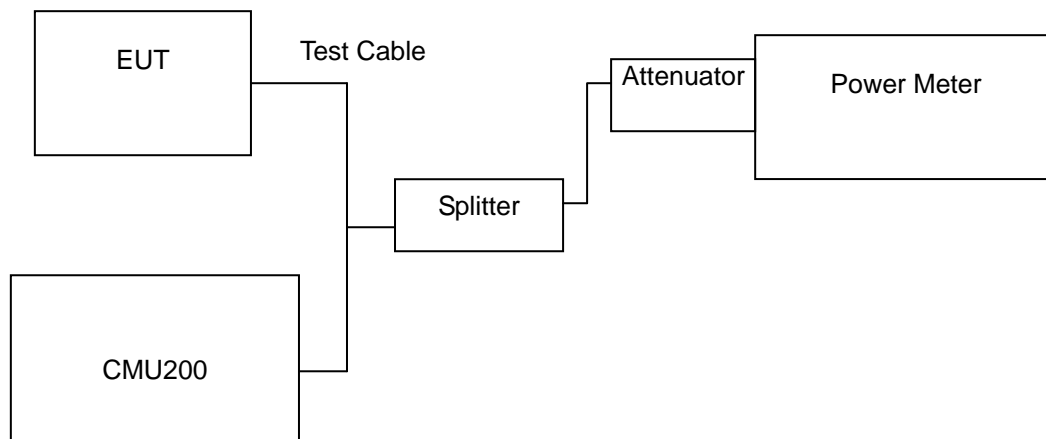 EUT
Test Cable
Attenuator
Power Meter
Splitter
CMU200